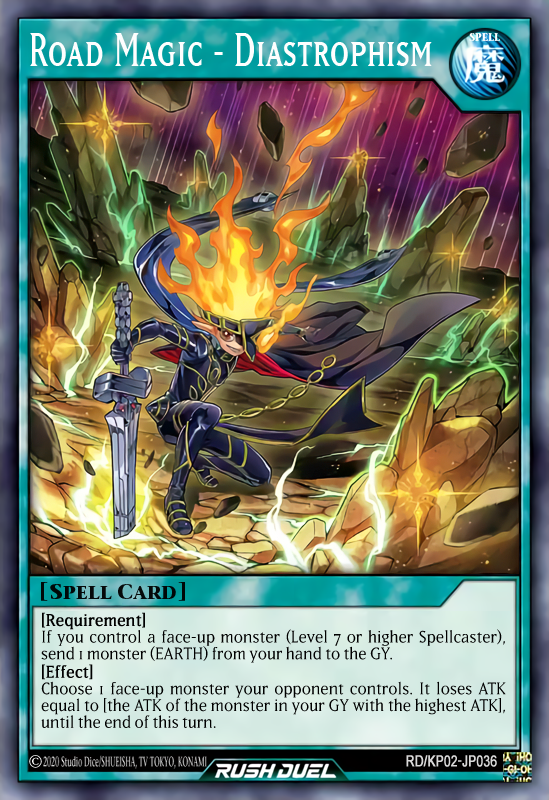 Road Magic - Diastrophism
SPELL
魔
[Spell Card]
[Requirement]
If you control a face-up monster (Level 7 or higher Spellcaster),
send 1 monster (EARTH) from your hand to the GY.
[Effect]
Choose 1 face-up monster your opponent controls. It loses ATK
equal to [the ATK of the monster in your GY with the highest ATK],
until the end of this turn.
©2020 Studio Dice/SHUEISHA, TV TOKYO, KONAMI
RUSH DUEL
RD/KP02-JP036